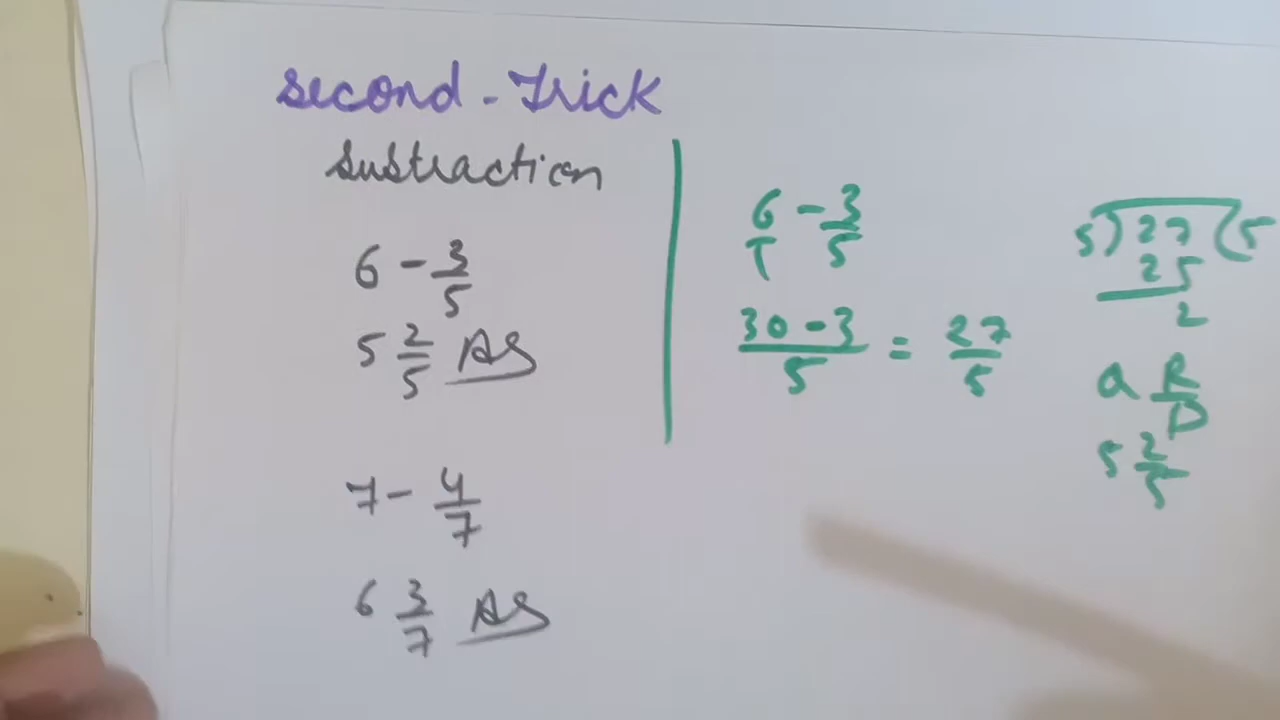 Second - Trick
Substraction
6 - 3/5
5 2/5 AS
7 - 4/7
6 3/7 AS
6/1 - 3/5
30 - 3/5 = 27/5
5) 27 (5
25
2
Q R/D
5 2/5